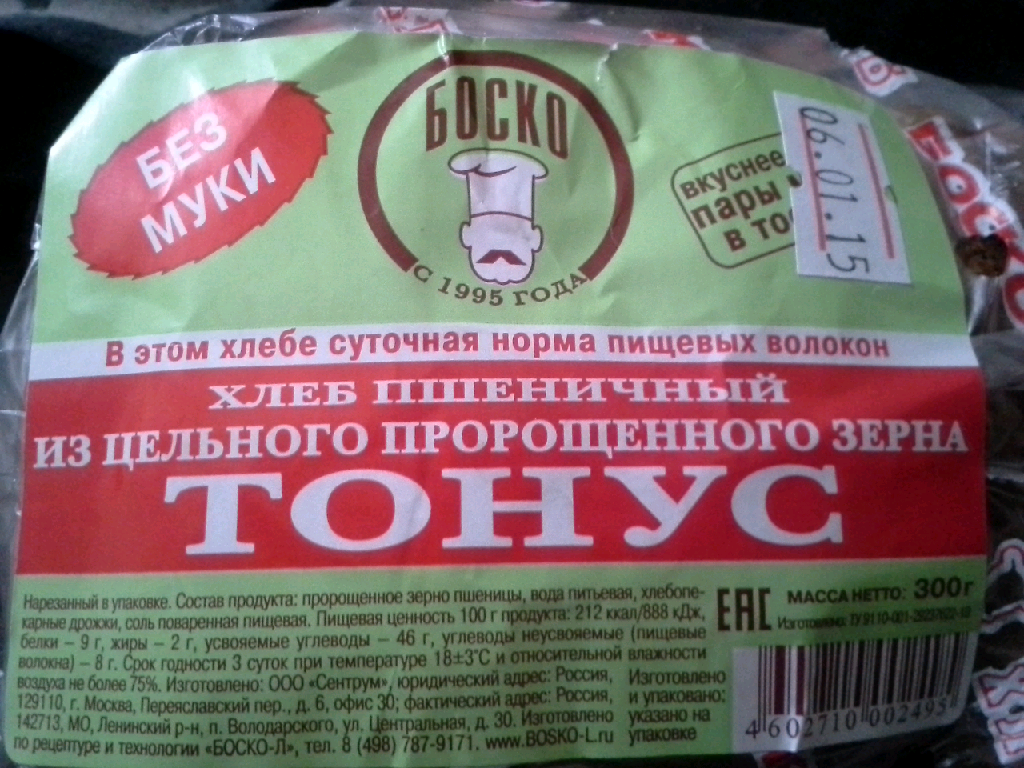 БЕЗ
МУКИ
БОСКО
С 1995 ГОДА
вкуснее
пары
в
06.01.15
БОСКО
В этом хлебе суточная норма пищевых волокон
ХЛЕБ ПШЕНИЧНЫЙ
ИЗ ЦЕЛЬНОГО ПРОРОЩЕННОГО ЗЕРНА
ТОНУС
Нарезанный в упаковке. Состав продукта: пророщенное зерно пшеницы, вода питьевая, хлебопе-
карные дрожжи, соль поваренная пищевая. Пищевая ценность 100 г продукта: 212 ккал/888 кДж,
белки – 9 г, жиры – 2 г, усвояемые углеводы – 46 г, углеводы неусвояемые (пищевые
волокна) – 8 г. Срок годности 3 суток при температуре 18±3°С и относительной влажности
воздуха не более 75%. Изготовлено: ООО «Сентрум», юридический адрес: Россия,
129110, г. Москва, Переяславский пер., д. 6, офис 30; фактический адрес: Россия,
142713, МО, Ленинский р-н, п. Володарского, ул. Центральная, д. 30. Изготовлено
по рецептуре и технологии «БОСКО-Л», тел. 8 (498) 787-9171. www.BOSKO-L.ru
EAC
МАССА НЕТТО: 300 г
Изготовлено: ТУ 9110-001-
Изготовлено
и упаковано:
указано на
упаковке
4 602710 002495